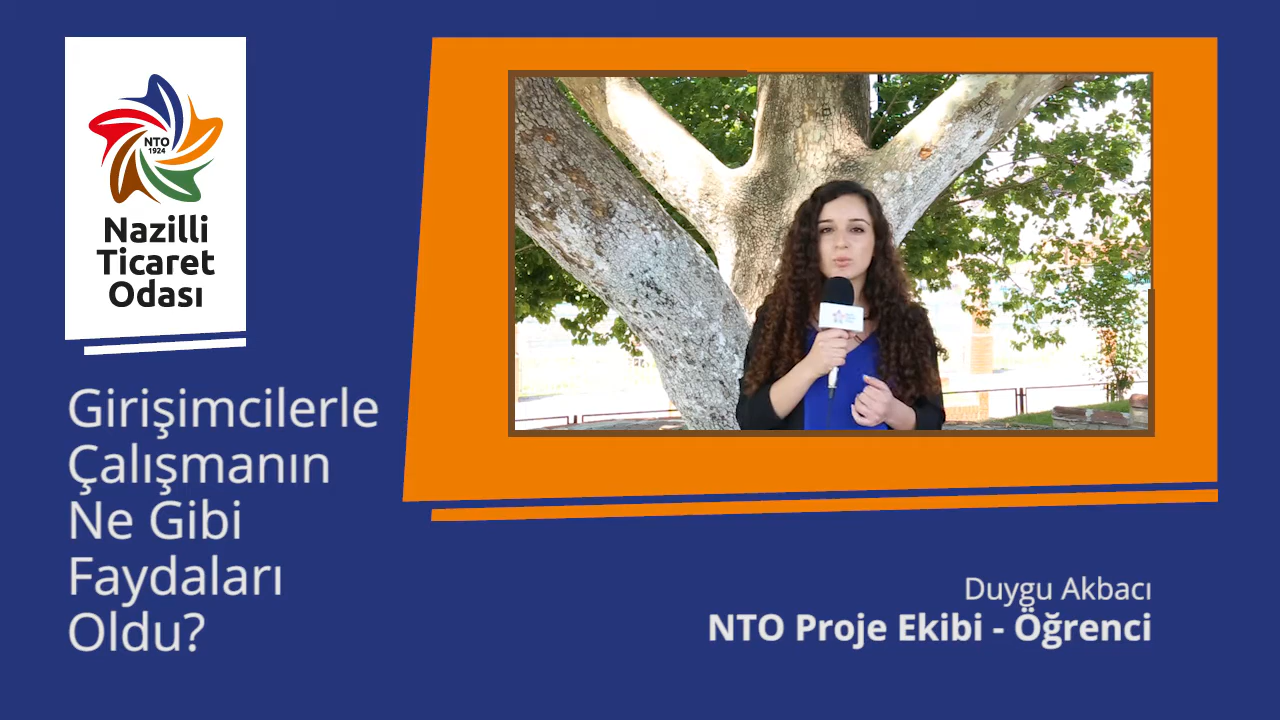 NTO
1924
Nazilli
Ticaret
Odası
Girişimcilerle
Çalışmanın
Ne Gibi
Faydaları
Oldu?
Duygu Akbacı
NTO Proje Ekibi - Öğrenci